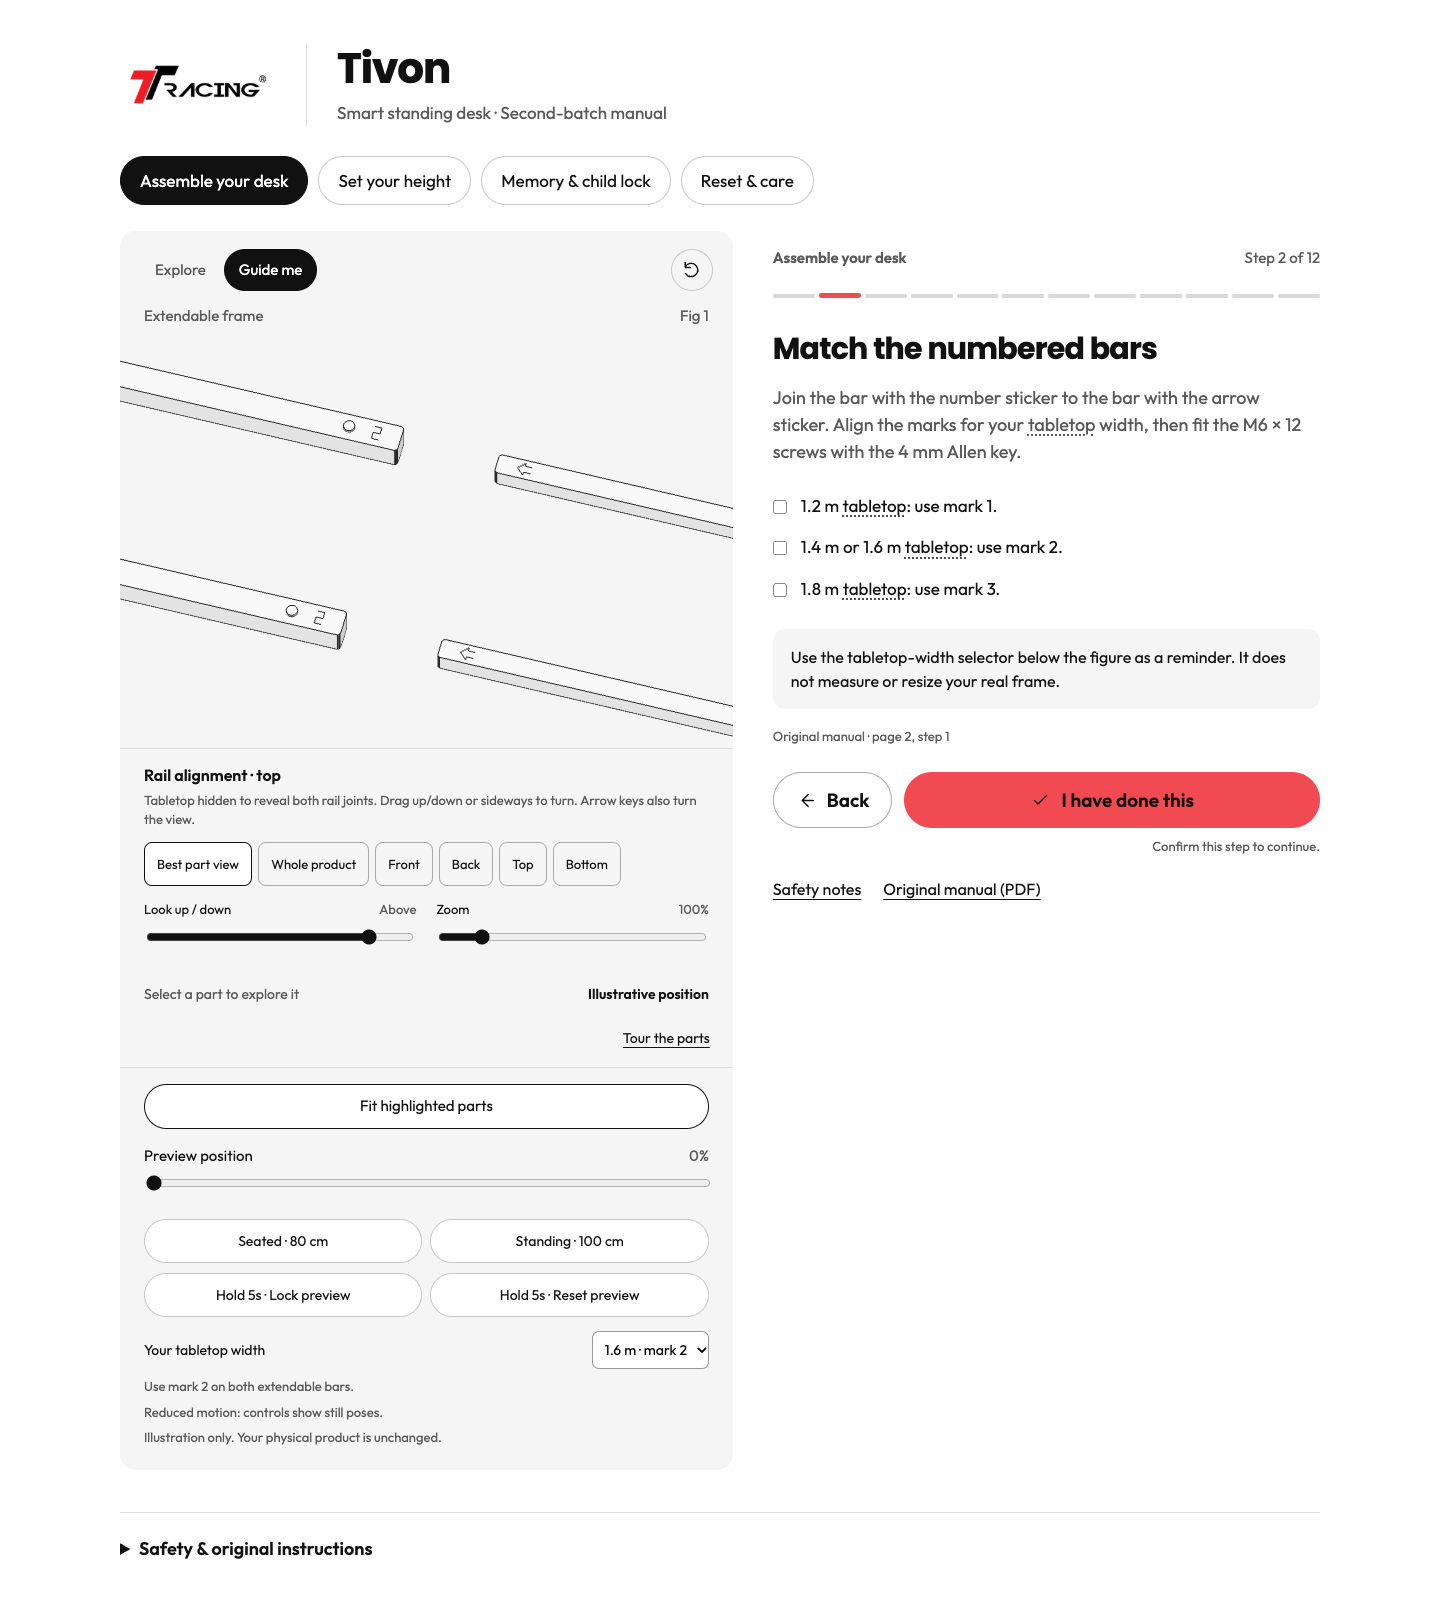 TTRACING®
Tivon
Smart standing desk · Second-batch manual
Assemble your desk
Set your height
Memory & child lock
Reset & care
Explore
Guide me
Extendable frame
Fig 1
2
2
Rail alignment · top
Tabletop hidden to reveal both rail joints. Drag up/down or sideways to turn. Arrow keys also turn
the view.
Best part view
Whole product
Front
Back
Top
Bottom
Look up / down
Above
Zoom
100%
Select a part to explore it
Illustrative position
Tour the parts
Fit highlighted parts
Preview position
0%
Seated · 80 cm
Standing · 100 cm
Hold 5s · Lock preview
Hold 5s · Reset preview
Your tabletop width
1.6 m · mark 2
Use mark 2 on both extendable bars.
Reduced motion: controls show still poses.
Illustration only. Your physical product is unchanged.
Assemble your desk
Step 2 of 12
Match the numbered bars
Join the bar with the number sticker to the bar with the arrow
sticker. Align the marks for your tabletop width, then fit the M6 × 12
screws with the 4 mm Allen key.
1.2 m tabletop: use mark 1.
1.4 m or 1.6 m tabletop: use mark 2.
1.8 m tabletop: use mark 3.
Use the tabletop-width selector below the figure as a reminder. It does
not measure or resize your real frame.
Original manual · page 2, step 1
Back
I have done this
Confirm this step to continue.
Safety notes
Original manual (PDF)
Safety & original instructions